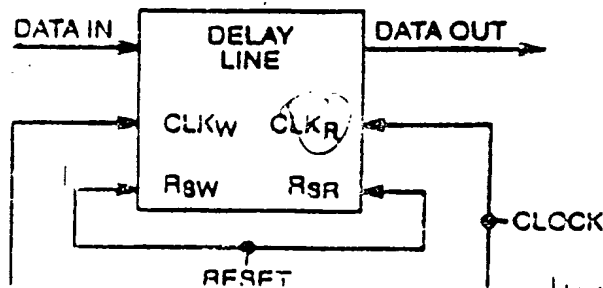 DATA IN
DELAY
LINE
DATA OUT
CLKW
CLKR
RSW
RSR
CLOCK
RESET